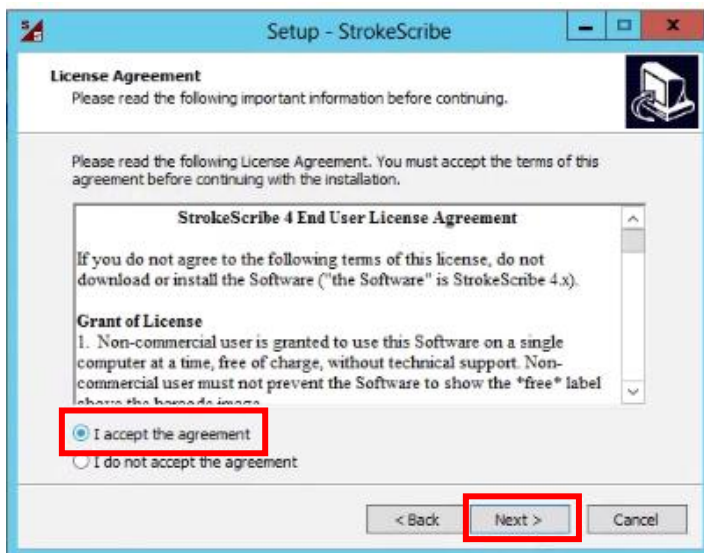 Setup - StrokeScribe
License Agreement
Please read the following important information before continuing.
Please read the following License Agreement. You must accept the terms of this
agreement before continuing with the installation.
StrokeScribe 4 End User License Agreement
If you do not agree to the following terms of this license, do not
download or install the Software ("the Software" is StrokeScribe 4.x).
Grant of License
1. Non-commercial user is granted to use this Software on a single
computer at a time, free of charge, without technical support. Non-
commercial user must not prevent the Software to show the *free* label
above the barcode image
I accept the agreement
I do not accept the agreement
< Back
Next >
Cancel